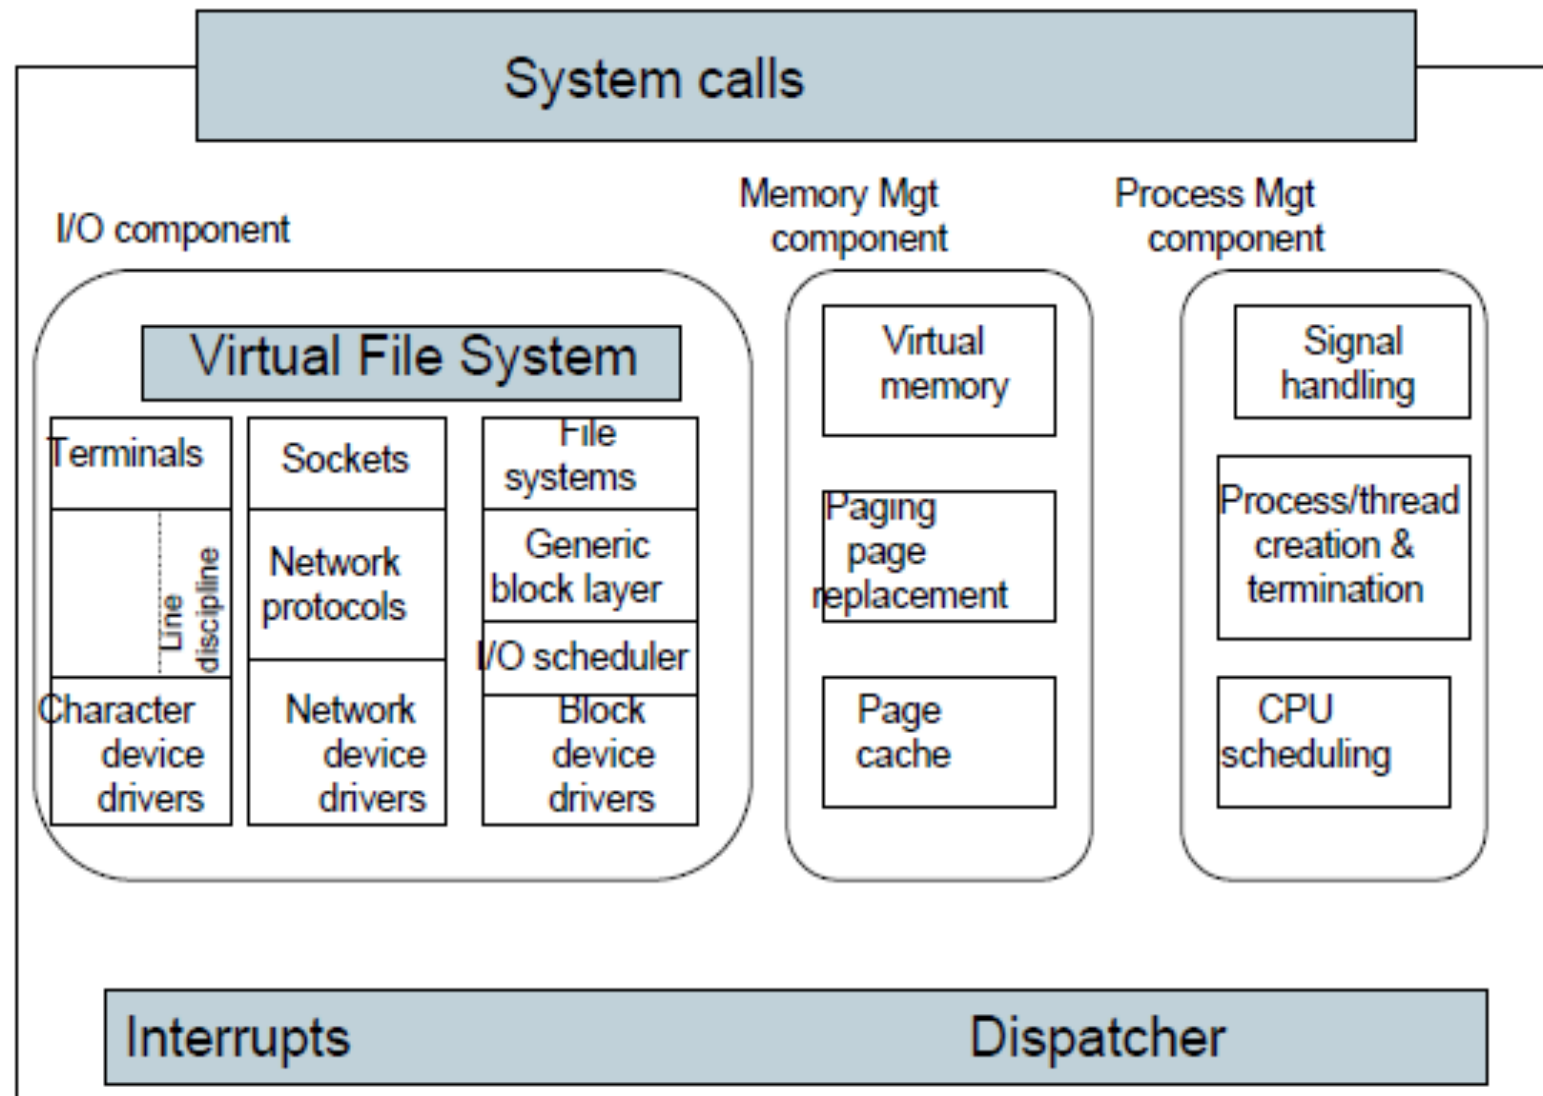 System calls
I/O component
Memory Mgt
component
Process Mgt
component
Virtual File System
Terminals
Line
discipline
Character
device
drivers
Sockets
Network
protocols
Network
device
drivers
File
systems
Generic
block layer
I/O scheduler
Block
device
drivers
Virtual
memory
Paging
page
replacement
Page
cache
Signal
handling
Process/thread
creation &
termination
CPU
scheduling
Interrupts
Dispatcher